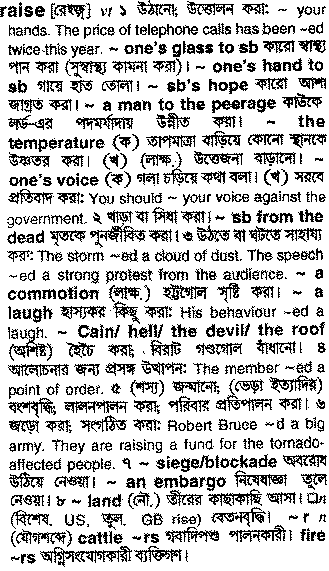 raise [রেইজ্] vt ১ উঠানো; উত্তোলন করা: ~ your
hands. The price of telephone calls has been ~ed
twice this year. ~ one's glass to sb কারো স্বাস্থ্য
পান করা (সুস্বাস্থ্য কামনা করা)। ~ one's hand to
sb গায়ে হাত তোলা। ~ sb's hope কারো আশা
জাগ্রত করা। ~ a man to the peerage কাউকে
লর্ড-এর পদমর্যাদায় উন্নীত করা। ~ the
temperature (ক) তাপমাত্রা বাড়িয়ে কোনো স্থানকে
উষ্ণতর করা। (খ) (লাক্ষ.) উত্তেজনা বাড়ানো। ~
one's voice (ক) গলা চড়িয়ে কথা বলা। (খ) সরবে
প্রতিবাদ করা: You should ~ your voice against the
government. ২ খাড়া বা সিধা করা। ~ sb from the
dead মৃতকে পুনর্জীবিত করা। ৩ উঠতে বা ঘটতে সাহায্য
করা: The storm ~ed a cloud of dust. The speech
~ed a strong protest from the audience. ~ a
commotion (লাক্ষ.) হট্টগোল সৃষ্টি করা। ~ a
laugh হাস্যকর কিছু করা: His behaviour ~ed a
laugh. ~ Cain/ hell/ the devil/ the roof
(অশিষ্ট) হৈচৈ করা; বিরাট গণ্ডগোল বাঁধানো। ৪
আলোচনার জন্য প্রসঙ্গ উত্থাপন: The member ~ed a
point of order. ৫ (শস্য) জন্মানো; (ভেড়া ইত্যাদির)
বংশবৃদ্ধি; লালনপালন করা; পরিবার প্রতিপালন করা। ৬
জড়ো করা; সংগঠিত করা: Robert Bruce ~d a big
army. They are raising a fund for the tornado-
affected people. ৭ ~ siege/blockade অবরোধ
উঠিয়ে নেওয়া। ~ an embargo নিষেধাজ্ঞা তুলে
নেওয়া। ৮ ~ land (নৌ.) তীরের কাছাকাছি আসা। □n
(বিশেষ. US, তুল. GB rise) বেতনবৃদ্ধি। ~r n
(যোগশব্দে) cattle ~rs গবাদিপশু পালনকারী। fire
~rs অগ্নিসংযোগকারী ব্যক্তিগণ।